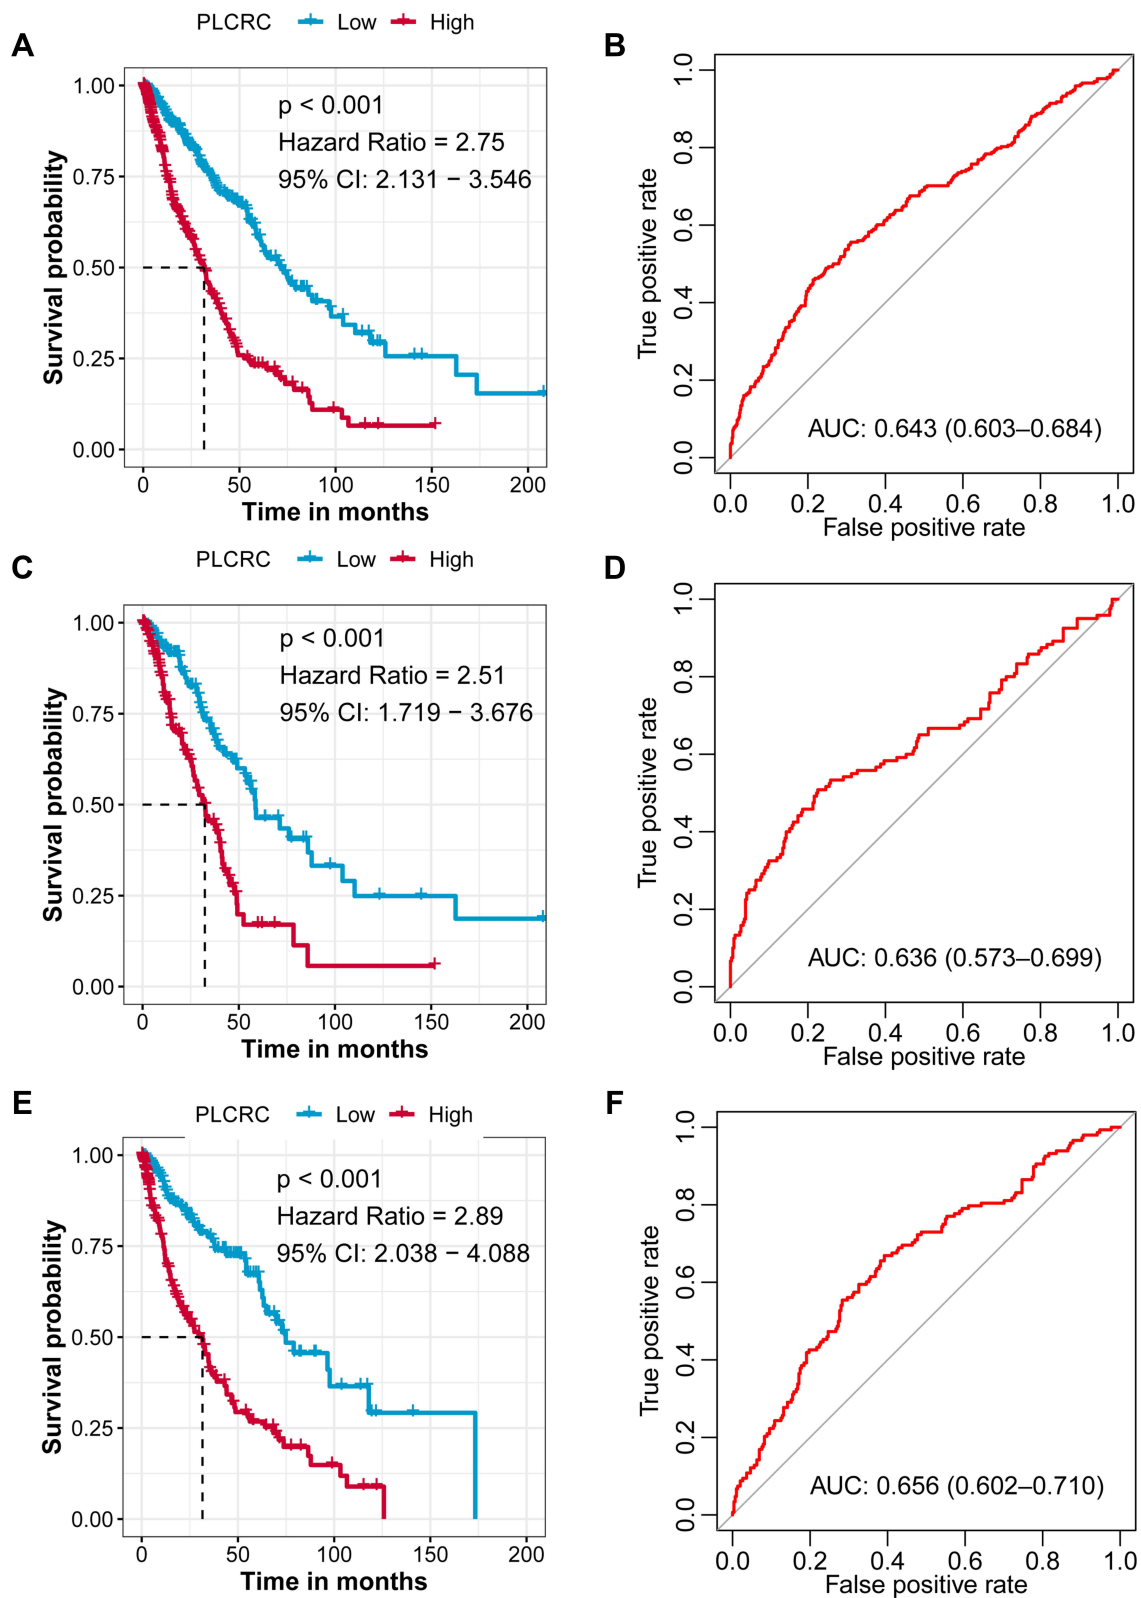 PLCRC Low High
A
B
Survival probability
1.00
0.75
0.50
0.25
0.00
p < 0.001
Hazard Ratio = 2.75
95% CI: 2.131 − 3.546
0 50 100 150 200
Time in months
True positive rate
1.0
0.8
0.6
0.4
0.2
0.0
AUC: 0.643 (0.603–0.684)
0.0 0.2 0.4 0.6 0.8 1.0
False positive rate
PLCRC Low High
C
D
Survival probability
1.00
0.75
0.50
0.25
0.00
p < 0.001
Hazard Ratio = 2.51
95% CI: 1.719 − 3.676
0 50 100 150 200
Time in months
True positive rate
1.0
0.8
0.6
0.4
0.2
0.0
AUC: 0.636 (0.573–0.699)
0.0 0.2 0.4 0.6 0.8 1.0
False positive rate
PLCRC Low High
E
F
Survival probability
1.00
0.75
0.50
0.25
0.00
p < 0.001
Hazard Ratio = 2.89
95% CI: 2.038 − 4.088
0 50 100 150 200
Time in months
True positive rate
1.0
0.8
0.6
0.4
0.2
0.0
AUC: 0.656 (0.602–0.710)
0.0 0.2 0.4 0.6 0.8 1.0
False positive rate